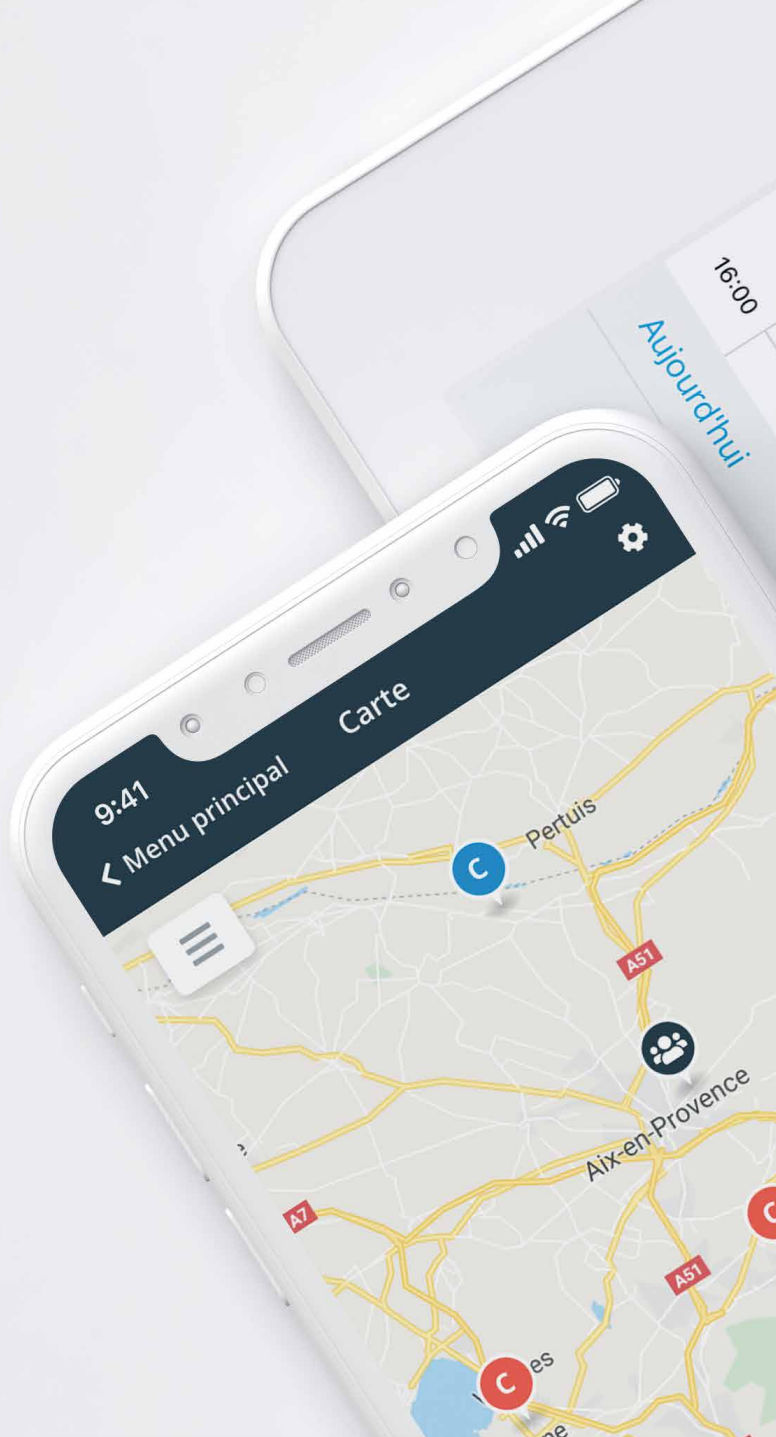 16:00
Aujourd'hui
9:41
Carte
Menu principal
Pertuis
C
A51
Aix-en-Provence
A7
C
A51
C